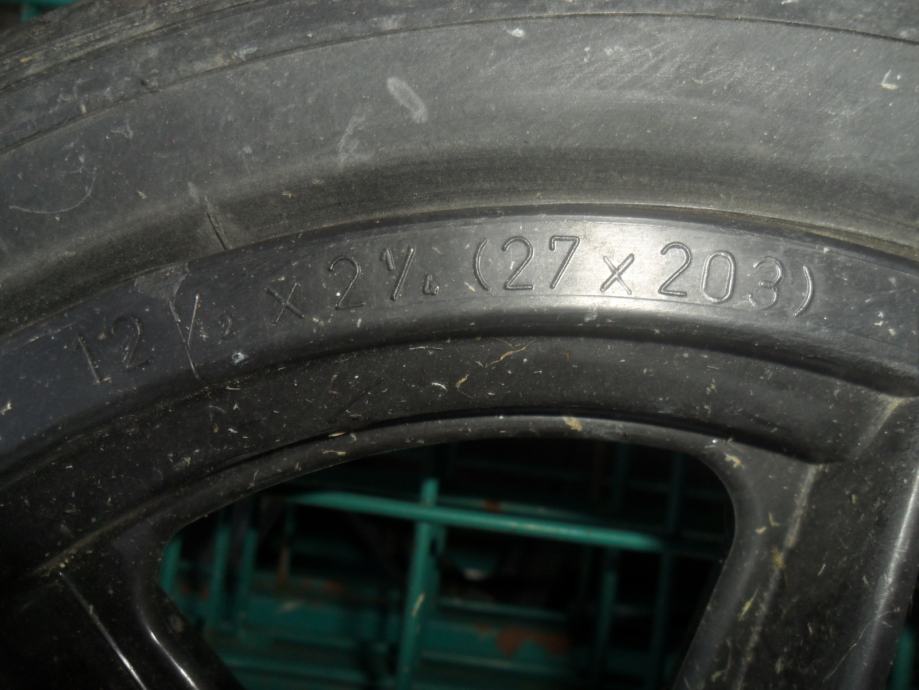 12 1/2 x 2 1/4 (27 x 203)